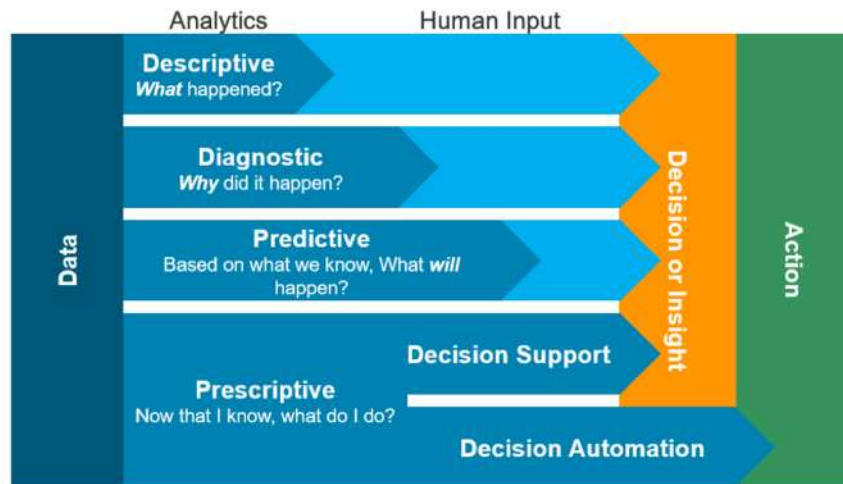 Analytics
Human Input
Data
Descriptive
What happened?
Diagnostic
Why did it happen?
Predictive
Based on what we know, What will
happen?
Prescriptive
Now that I know, what do I do?
Decision Support
Decision Automation
Decision or Insight
Action